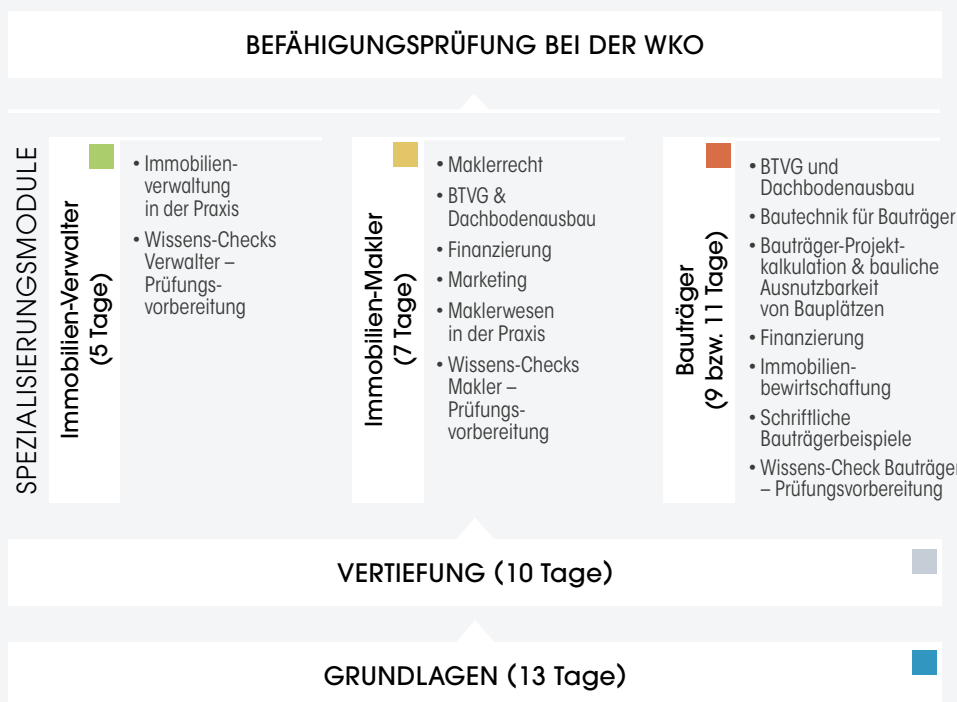 BEFÄHIGUNGSPRÜFUNG BEI DER WKO
SPEZIALISIERUNGSMODULE
Immobilien-Verwalter
(5 Tage)
• Immobilien-
verwaltung
in der Praxis
• Wissens-Checks
Verwalter –
Prüfungs-
vorbereitung
Immobilien-Makler
(7 Tage)
• Maklerrecht
• BTVG &
Dachbodenausbau
• Finanzierung
• Marketing
• Maklerwesen
in der Praxis
• Wissens-Checks
Makler –
Prüfungs-
vorbereitung
Bauträger
(9 bzw. 11 Tage)
• BTVG und
Dachbodenausbau
• Bautechnik für Bauträger
• Bauträger-Projekt-
kalkulation & bauliche
Ausnutzbarkeit
von Bauplätzen
• Finanzierung
• Immobilien-
bewirtschaftung
• Schriftliche
Bauträgerbeispiele
• Wissens-Check Bauträger
– Prüfungsvorbereitung
VERTIEFUNG (10 Tage)
GRUNDLAGEN (13 Tage)